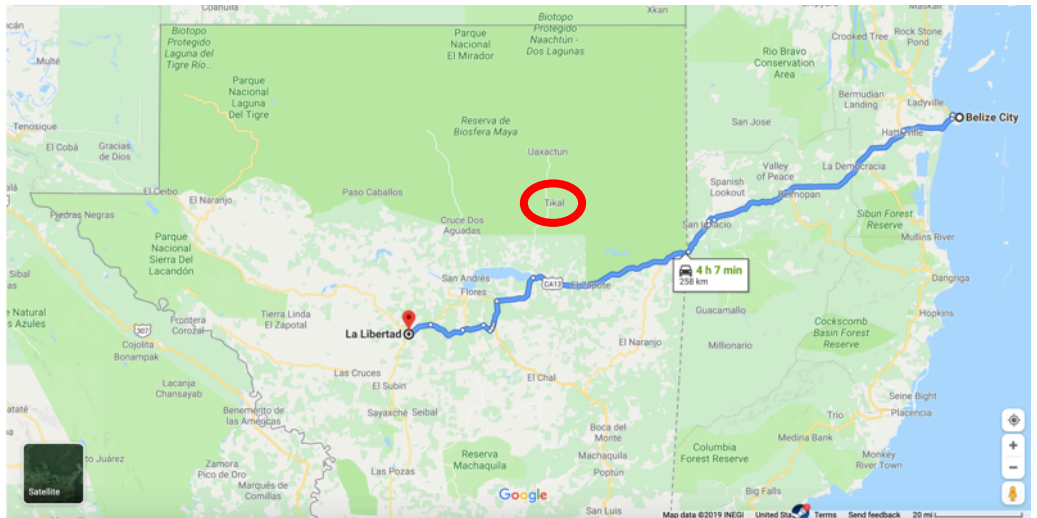 Coahuila
Xkan
Maskall
Biotopo
Protegido
Laguna del
Tigre Río...
Parque
Nacional
El Mirador
Biotopo
Protegido
Naachtún -
Dos Lagunas
Crooked Tree
Rock Stone
Pond
Multé
Río Bravo
Conservation
Area
Parque
Nacional
Laguna
Del Tigre
Bermudian
Landing
Ladyville
Reserva de
Biosfera Maya
San Jose
Belize City
Tenosique
Hattieville
El Cobá
Gracias
de Dios
Uaxactun
Valley
of Peace
La Democracia
Spanish
Lookout
Belmopan
El Ceibo
El Naranjo
Paso Caballos
Tikal
Piedras Negras
Cruce Dos
Aguadas
San Ignacio
Sibun Forest
Reserve
Mullins River
Parque
Nacional
Sierra Del
Lacandón
4 h 7 min
258 km
Sibal
San Andrés
Flores
CA13
El Zapote
Dangriga
Natural
s Azules
Frontera
Corozal
Tierra Linda
El Zapotal
Guacamallo
Hopkins
307
La Libertad
Cockscomb
Basin Forest
Reserve
Cojolita
Bonampak
El Naranjo
Millionario
Las Cruces
El Subin
El Chal
Lacanja
Chansayab
Seine Bight
Placencia
Benemérito de
las Américas
Sayaxché
Seibal
Trio
Boca del
Monte
Medina Bank
to Juárez
Zamora
Pico de Oro
Reserva
Machaquila
Machaquila
Columbia
Forest Reserve
Monkey
River Town
Las Pozas
Poptún
Marqués de
Comillas
Satellite
Google
Big Falls
San Luis
Map data ©2019 INEGI
United Sta
Terms
Send feedback
20 mi